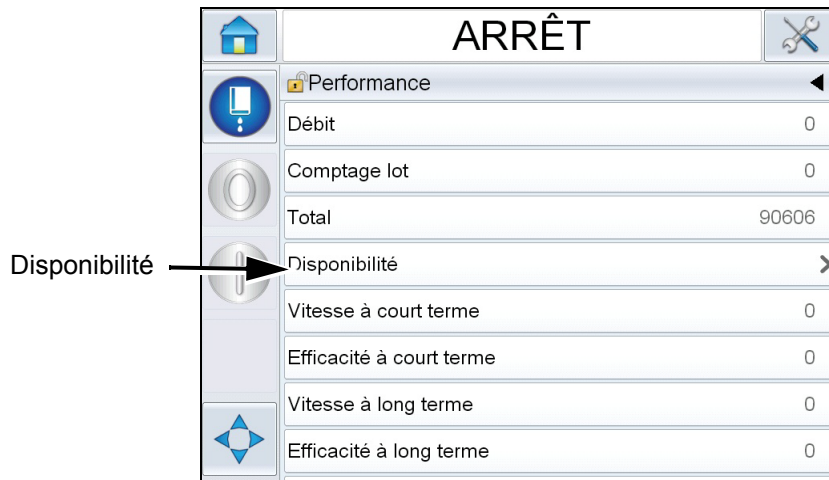 ARRÊT
Performance
Débit 0
Comptage lot 0
Total 90606
Disponibilité
Disponibilité
Vitesse à court terme 0
Efficacité à court terme 0
Vitesse à long terme 0
Efficacité à long terme 0